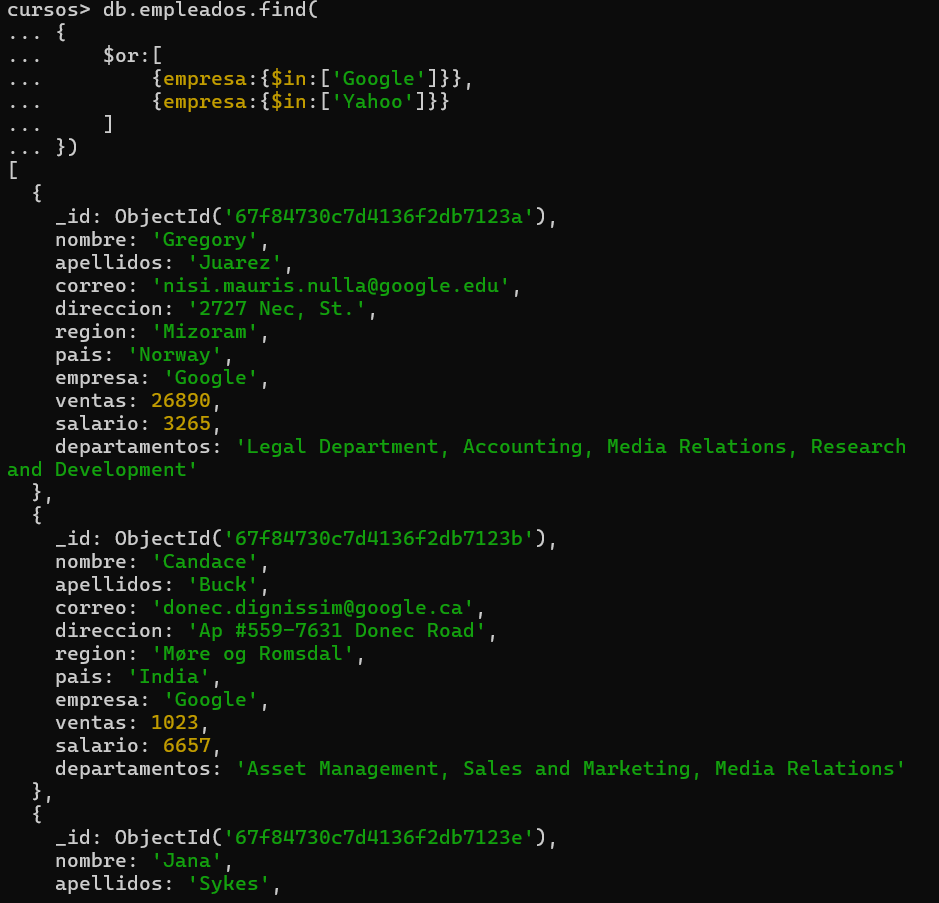 cursos> db.empleados.find(
... {
...     $or:[
...         {empresa:{$in:['Google']}},
...         {empresa:{$in:['Yahoo']}}
...     ]
... })
[
  {
    _id: ObjectId('67f84730c7d4136f2db7123a'),
    nombre: 'Gregory',
    apellidos: 'Juarez',
    correo: 'nisi.mauris.nulla@google.edu',
    direccion: '2727 Nec, St.',
    region: 'Mizoram',
    pais: 'Norway',
    empresa: 'Google',
    ventas: 26890,
    salario: 3265,
    departamentos: 'Legal Department, Accounting, Media Relations, Research
and Development'
  },
  {
    _id: ObjectId('67f84730c7d4136f2db7123b'),
    nombre: 'Candace',
    apellidos: 'Buck',
    correo: 'donec.dignissim@google.ca',
    direccion: 'Ap #559-7631 Donec Road',
    region: 'Møre og Romsdal',
    pais: 'India',
    empresa: 'Google',
    ventas: 1023,
    salario: 6657,
    departamentos: 'Asset Management, Sales and Marketing, Media Relations'
  },
  {
    _id: ObjectId('67f84730c7d4136f2db7123e'),
    nombre: 'Jana',
    apellidos: 'Sykes',